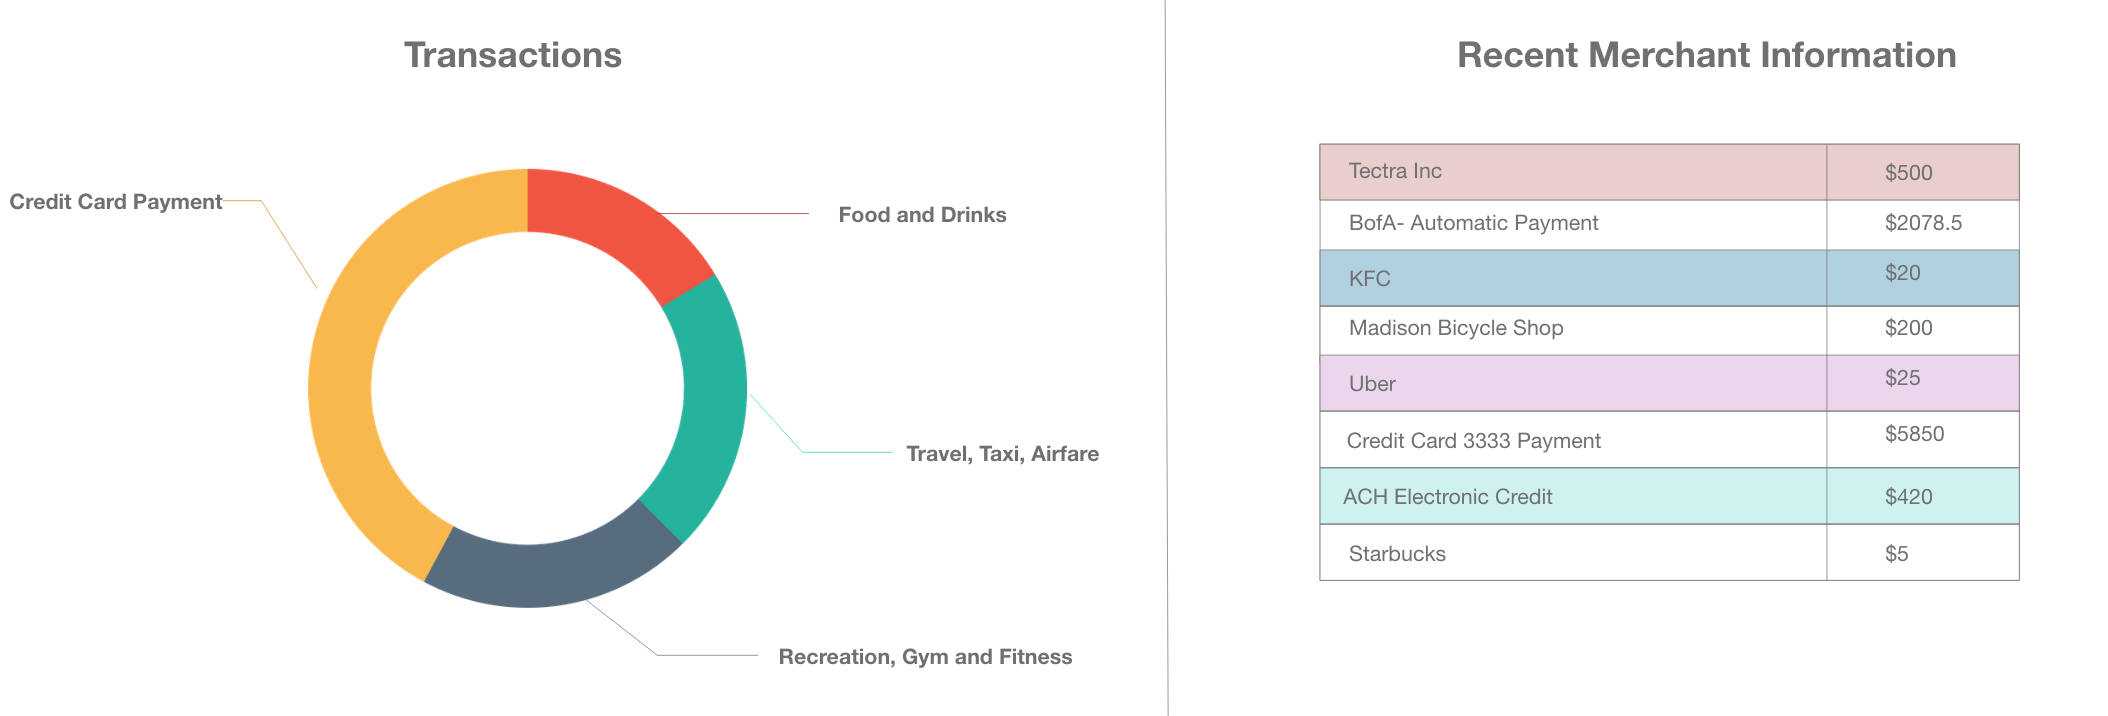 Transactions
Credit Card Payment
Food and Drinks
Travel, Taxi, Airfare
Recreation, Gym and Fitness
Recent Merchant Information
Tectra Inc $500
BofA- Automatic Payment $2078.5
KFC $20
Madison Bicycle Shop $200
Uber $25
Credit Card 3333 Payment $5850
ACH Electronic Credit $420
Starbucks $5